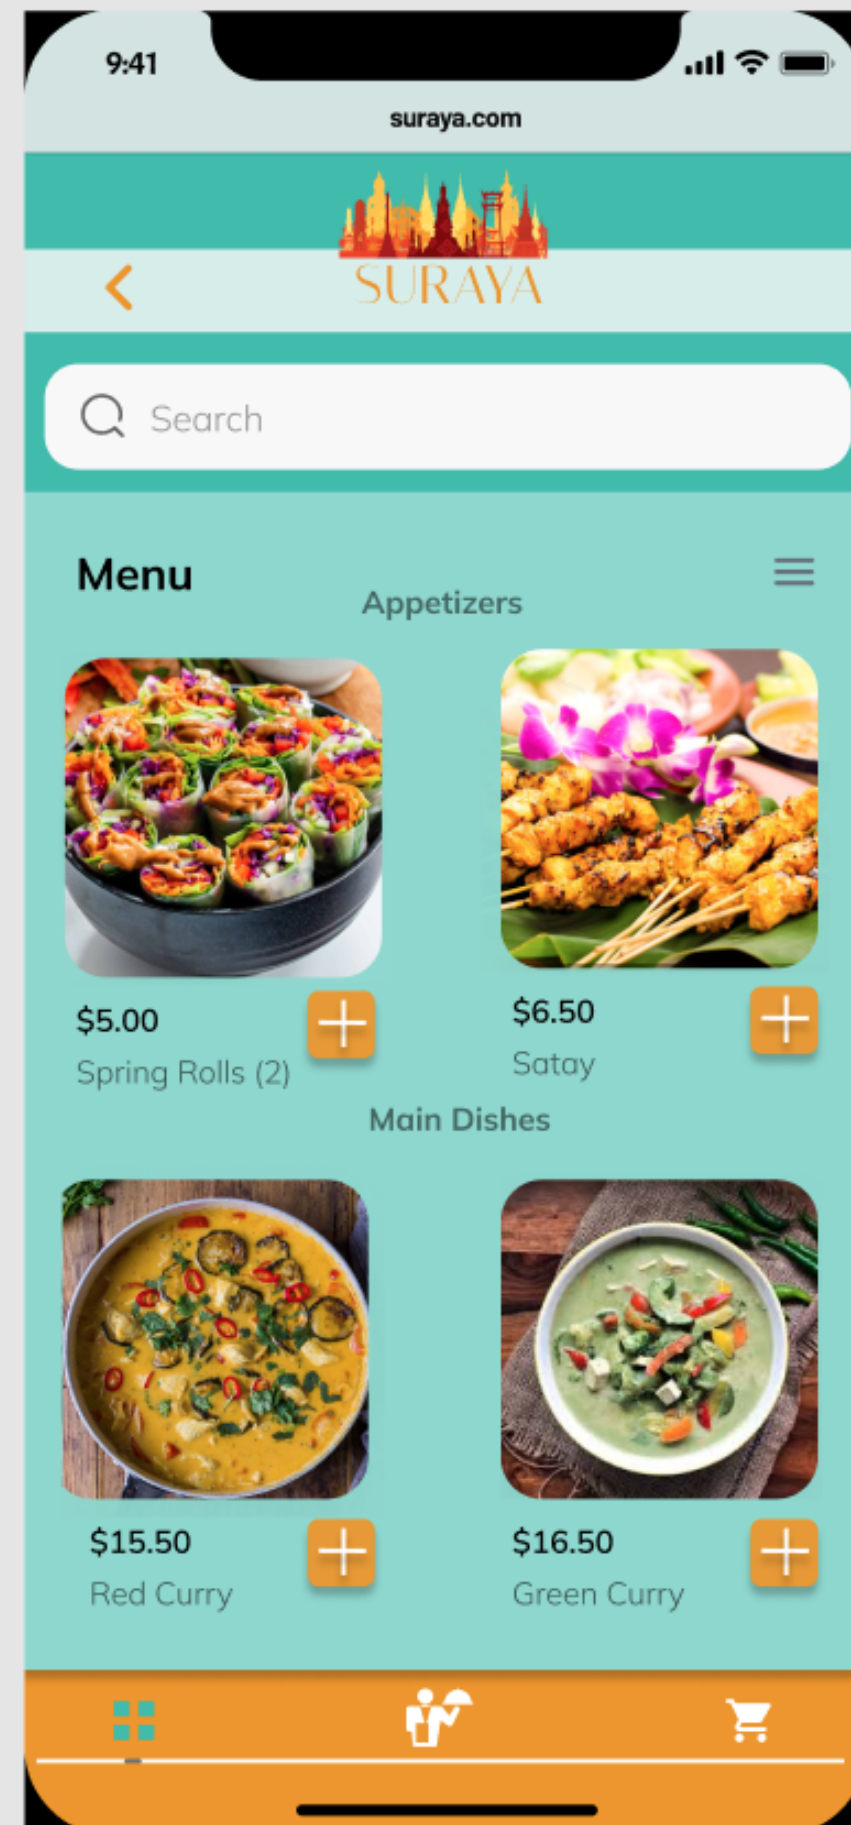 9:41
suraya.com
SURAYA
Search
Menu
Appetizers
$5.00
Spring Rolls (2)
$6.50
Satay
Main Dishes
$15.50
Red Curry
$16.50
Green Curry